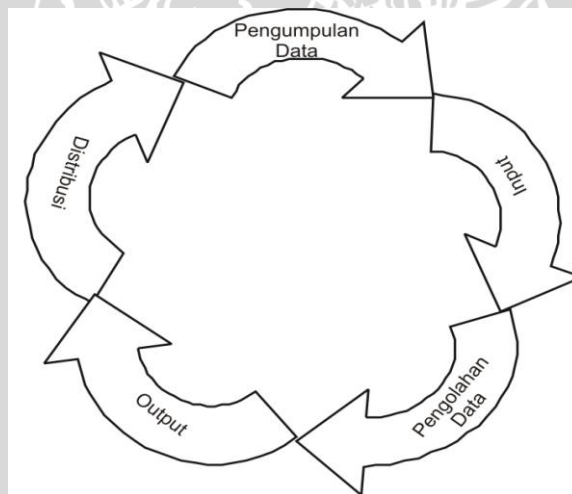 Pengumpulan
Data
Input
Pengolahan
Data
Output
Distribusi